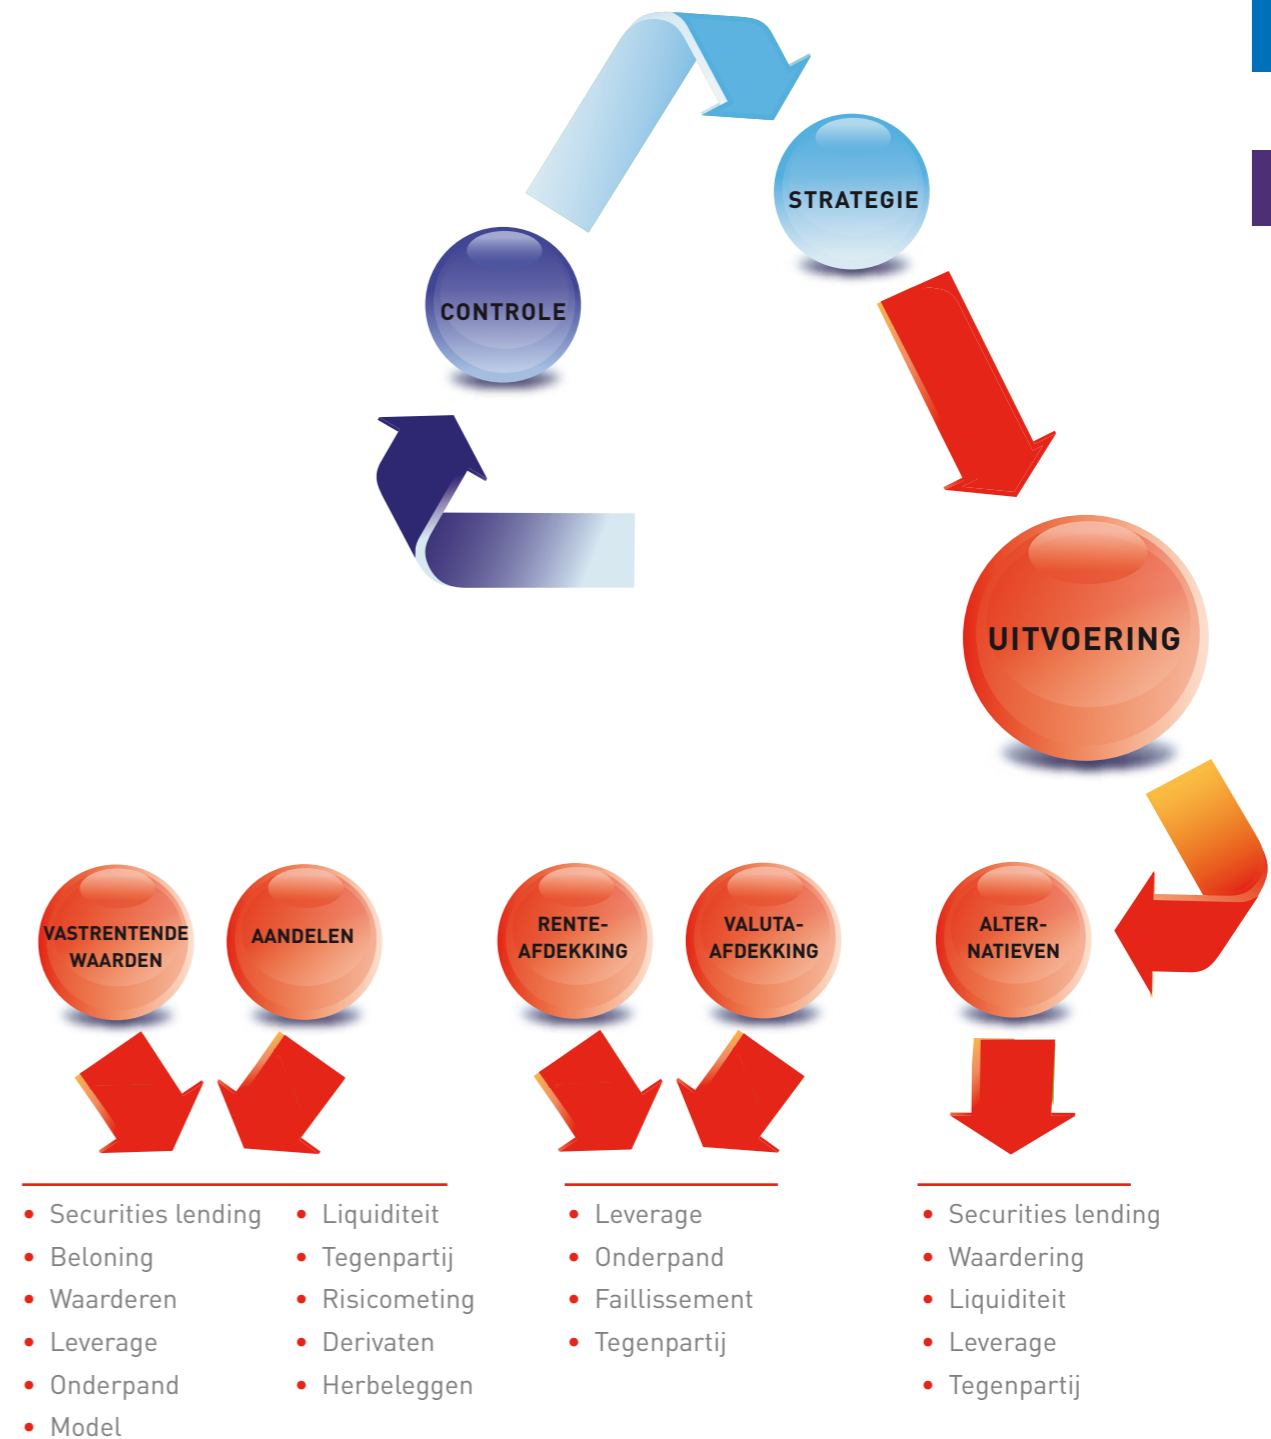 STRATEGIE
CONTROLE
UITVOERING
VASTRENTENDE
WAARDEN
AANDELEN
RENTE-
AFDEKKING
VALUTA-
AFDEKKING
ALTER-
NATIEVEN
• Securities lending
• Beloning
• Waarderen
• Leverage
• Onderpand
• Model
• Liquiditeit
• Tegenpartij
• Risicometing
• Derivaten
• Herbeleggen
• Leverage
• Onderpand
• Faillissement
• Tegenpartij
• Securities lending
• Waardering
• Liquiditeit
• Leverage
• Tegenpartij